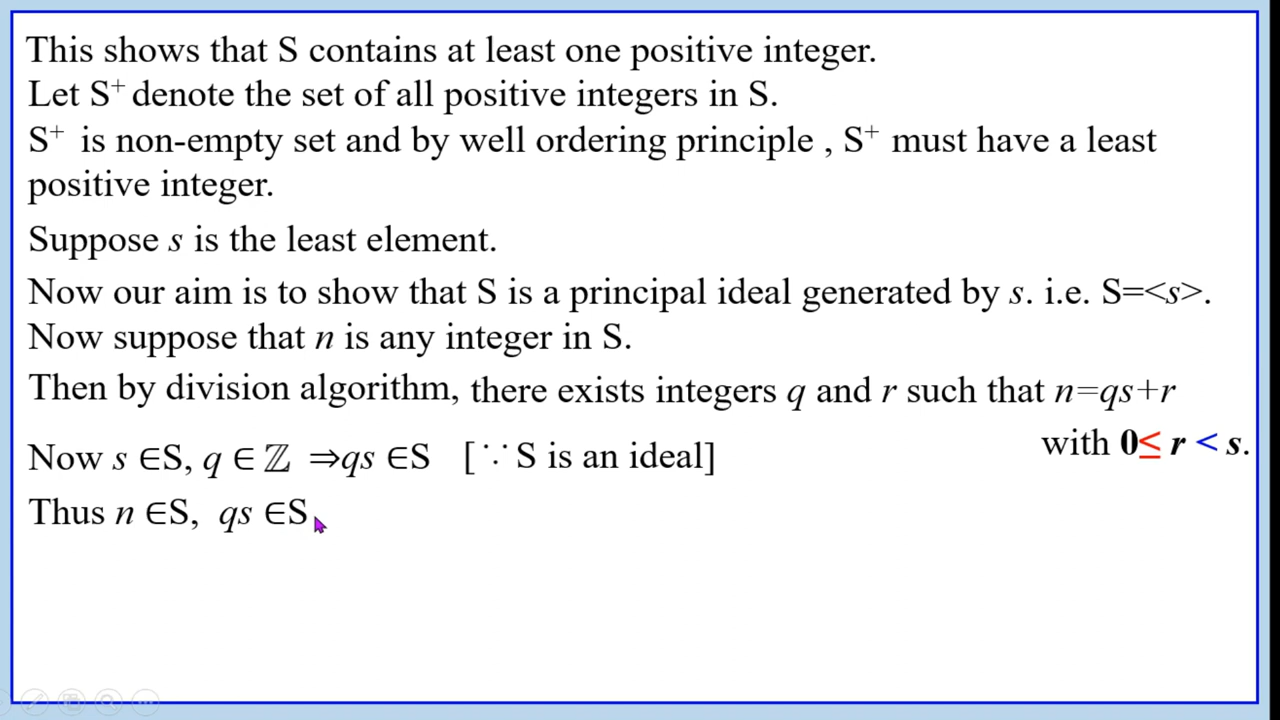 This shows that S contains at least one positive integer.
Let S⁺ denote the set of all positive integers in S.
S⁺ is non-empty set and by well ordering principle , S⁺ must have a least
positive integer.
Suppose s is the least element.
Now our aim is to show that S is a principal ideal generated by s. i.e. S=<s>.
Now suppose that n is any integer in S.
Then by division algorithm, there exists integers q and r such that n=qs+r
with 0≤ r < s.
Now s ∈S, q ∈ ℤ ⇒qs ∈S [∵ S is an ideal]
Thus n ∈S, qs ∈S